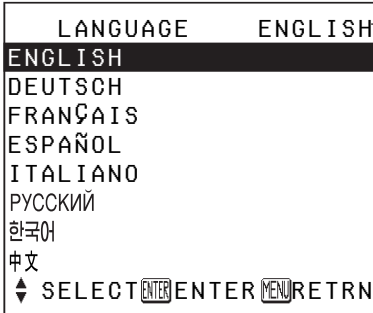 LANGUAGE ENGLISH
ENGLISH
DEUTSCH
FRANÇAIS
ESPAÑOL
ITALIANO
РУССКИЙ
한국어
中文
SELECT ENTER ENTER MENU RETRN